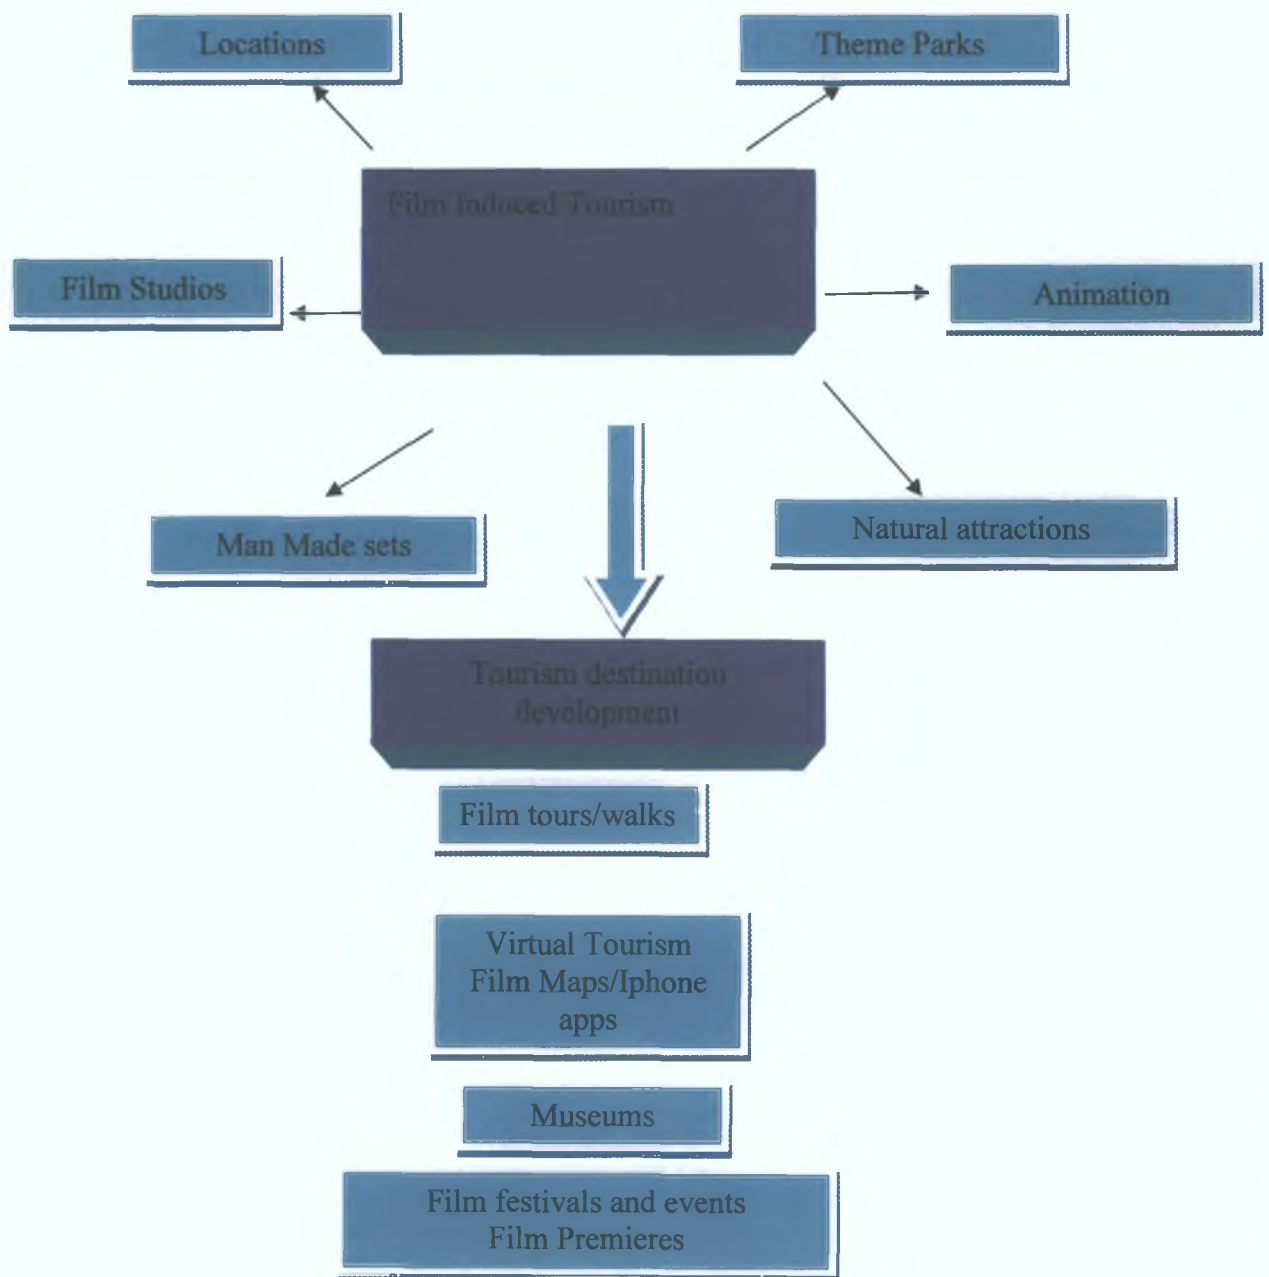 Locations
Theme Parks
Film Induced Tourism
Film Studios
Animation
Man Made sets
Natural attractions
Tourism destination
development
Film tours/walks
Virtual Tourism
Film Maps/Iphone
apps
Museums
Film festivals and events
Film Premieres